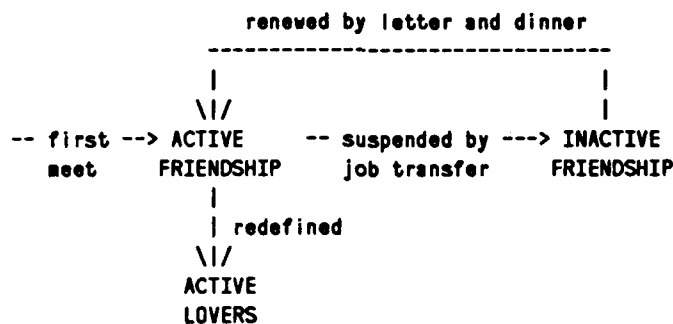 renewed by letter and dinner
-- first --> ACTIVE -- suspended by ---> INACTIVE
meet FRIENDSHIP job transfer FRIENDSHIP
redefined
ACTIVE
LOVERS